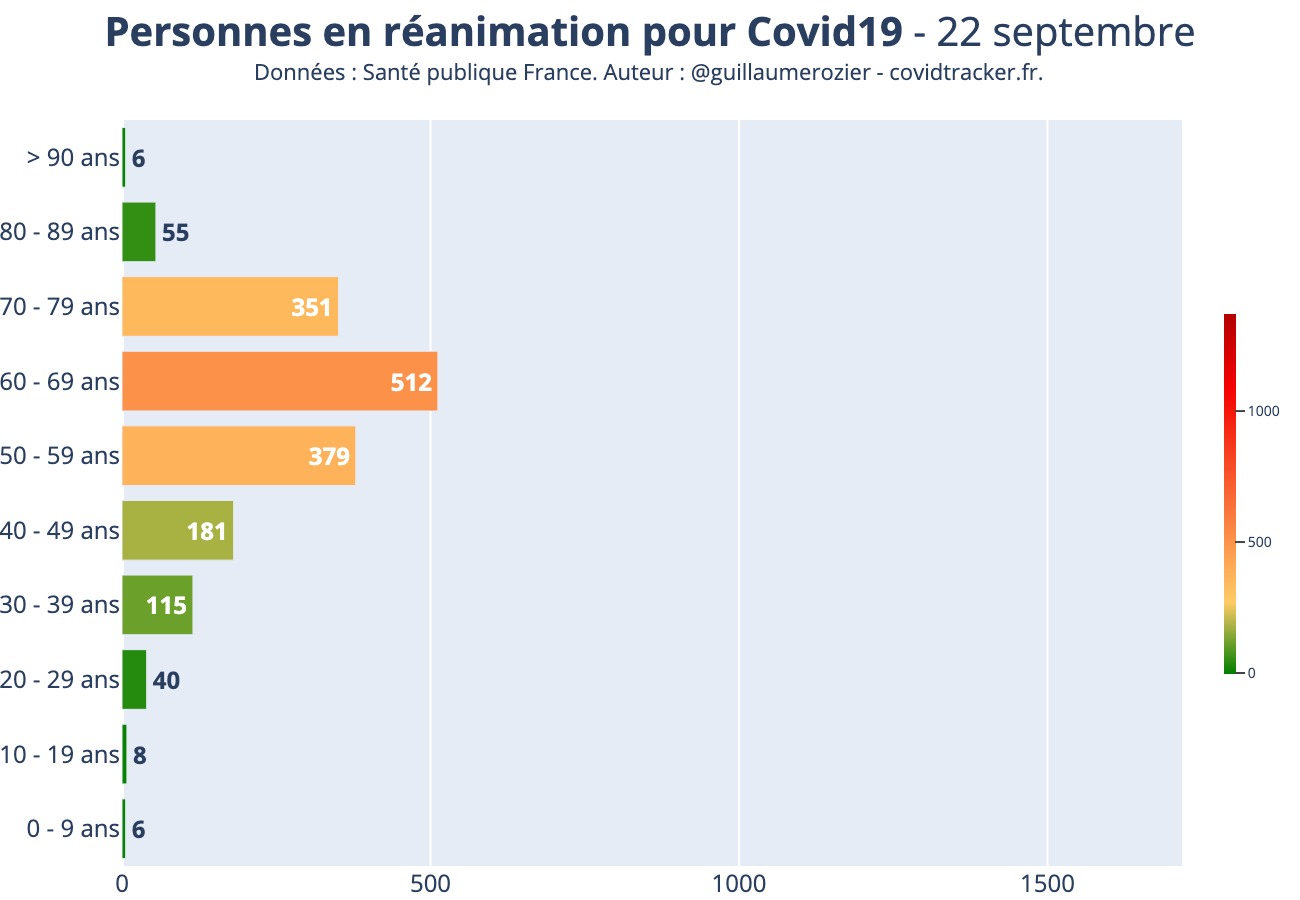 Personnes en réanimation pour Covid19 - 22 septembre
Données : Santé publique France. Auteur : @guillaumerozier - covidtracker.fr.
> 90 ans 6
80 - 89 ans 55
70 - 79 ans 351
60 - 69 ans 512
50 - 59 ans 379
40 - 49 ans 181
30 - 39 ans 115
20 - 29 ans 40
10 - 19 ans 8
0 - 9 ans 6
0 500 1000 1500
1000
500
0